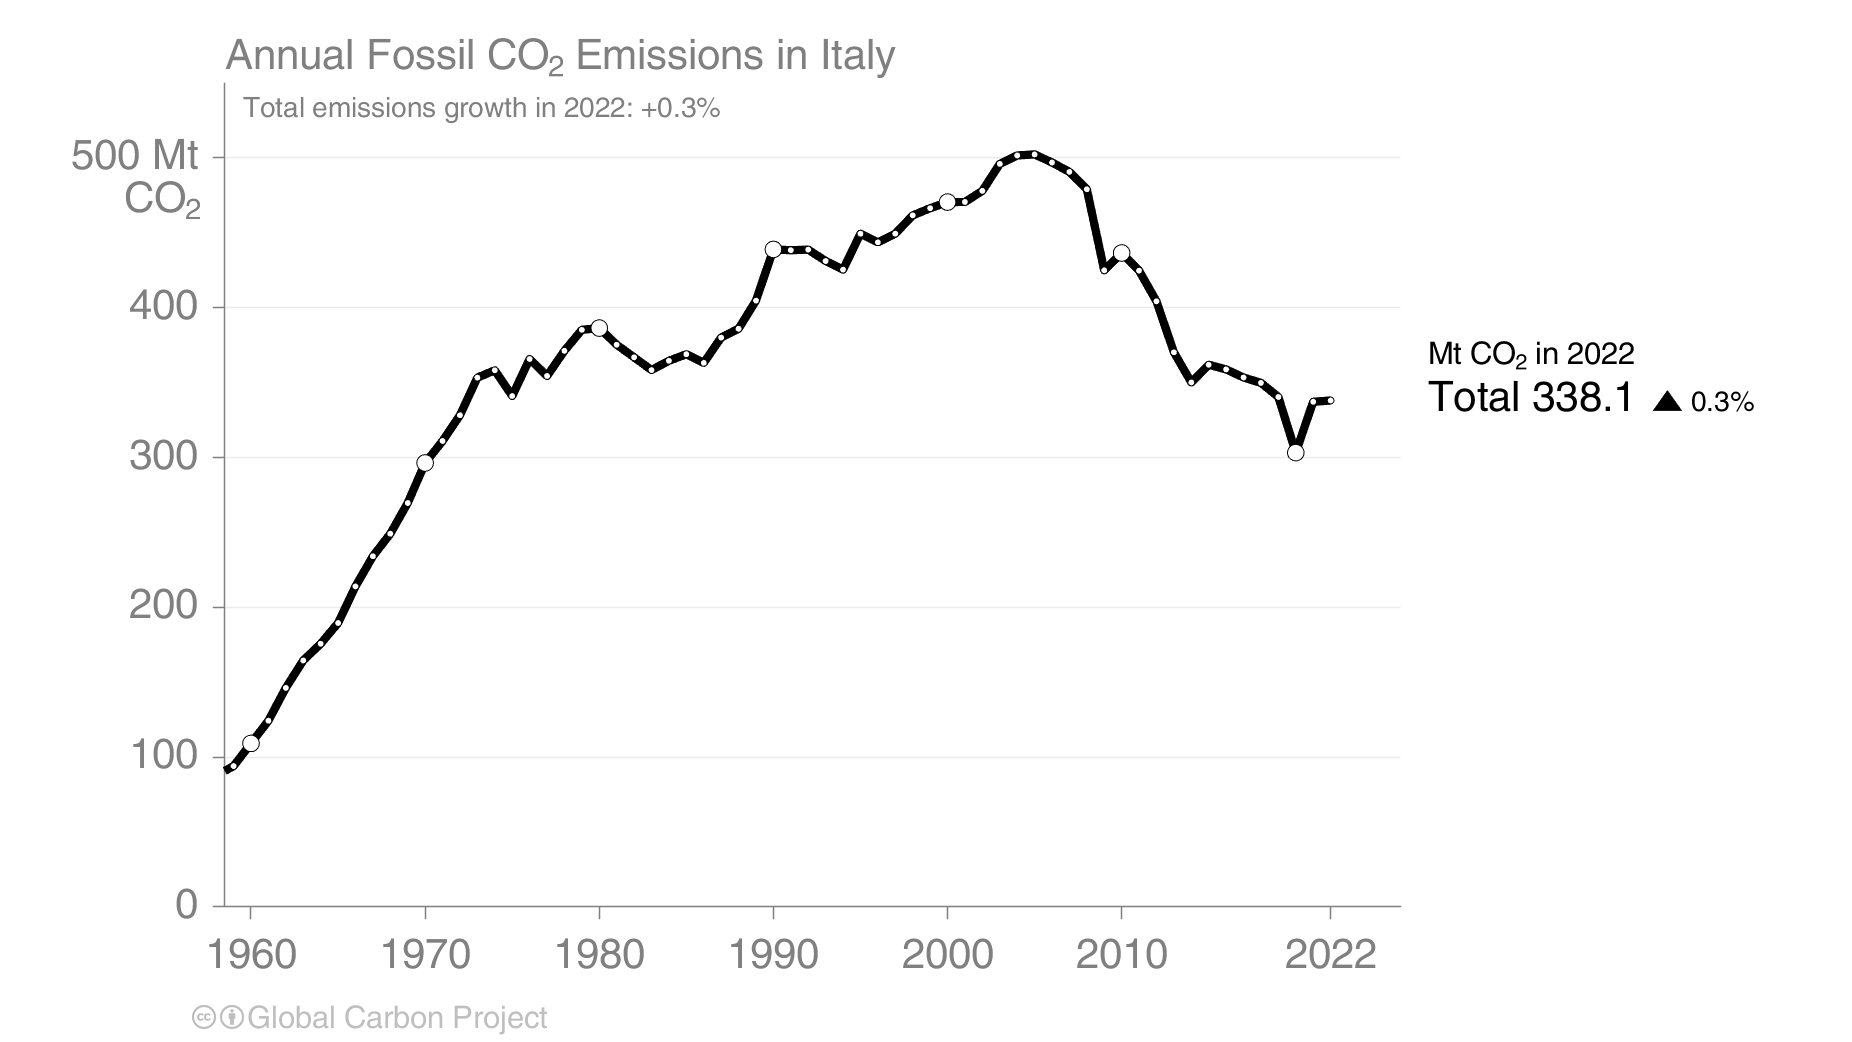 Annual Fossil CO₂ Emissions in Italy
Total emissions growth in 2022: +0.3%
500 Mt
CO₂
400
300
200
100
0
1960 1970 1980 1990 2000 2010 2022
Mt CO₂ in 2022
Total 338.1 ▲ 0.3%
cc Global Carbon Project